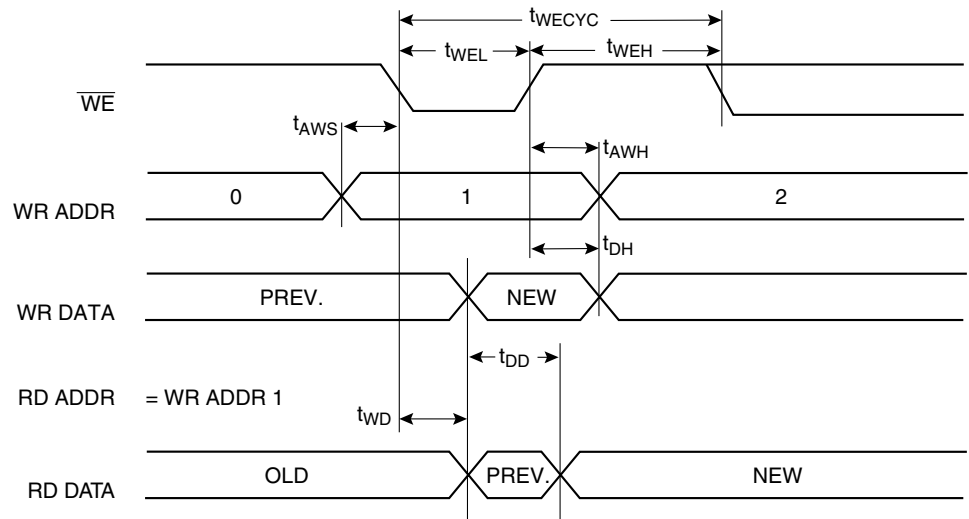 tWECYC
tWEL tWEH
W̅E̅
tAWS tAWH
WR ADDR 0 1 2
tDH
WR DATA PREV. NEW
tDD
RD ADDR = WR ADDR 1
tWD
RD DATA OLD PREV. NEW